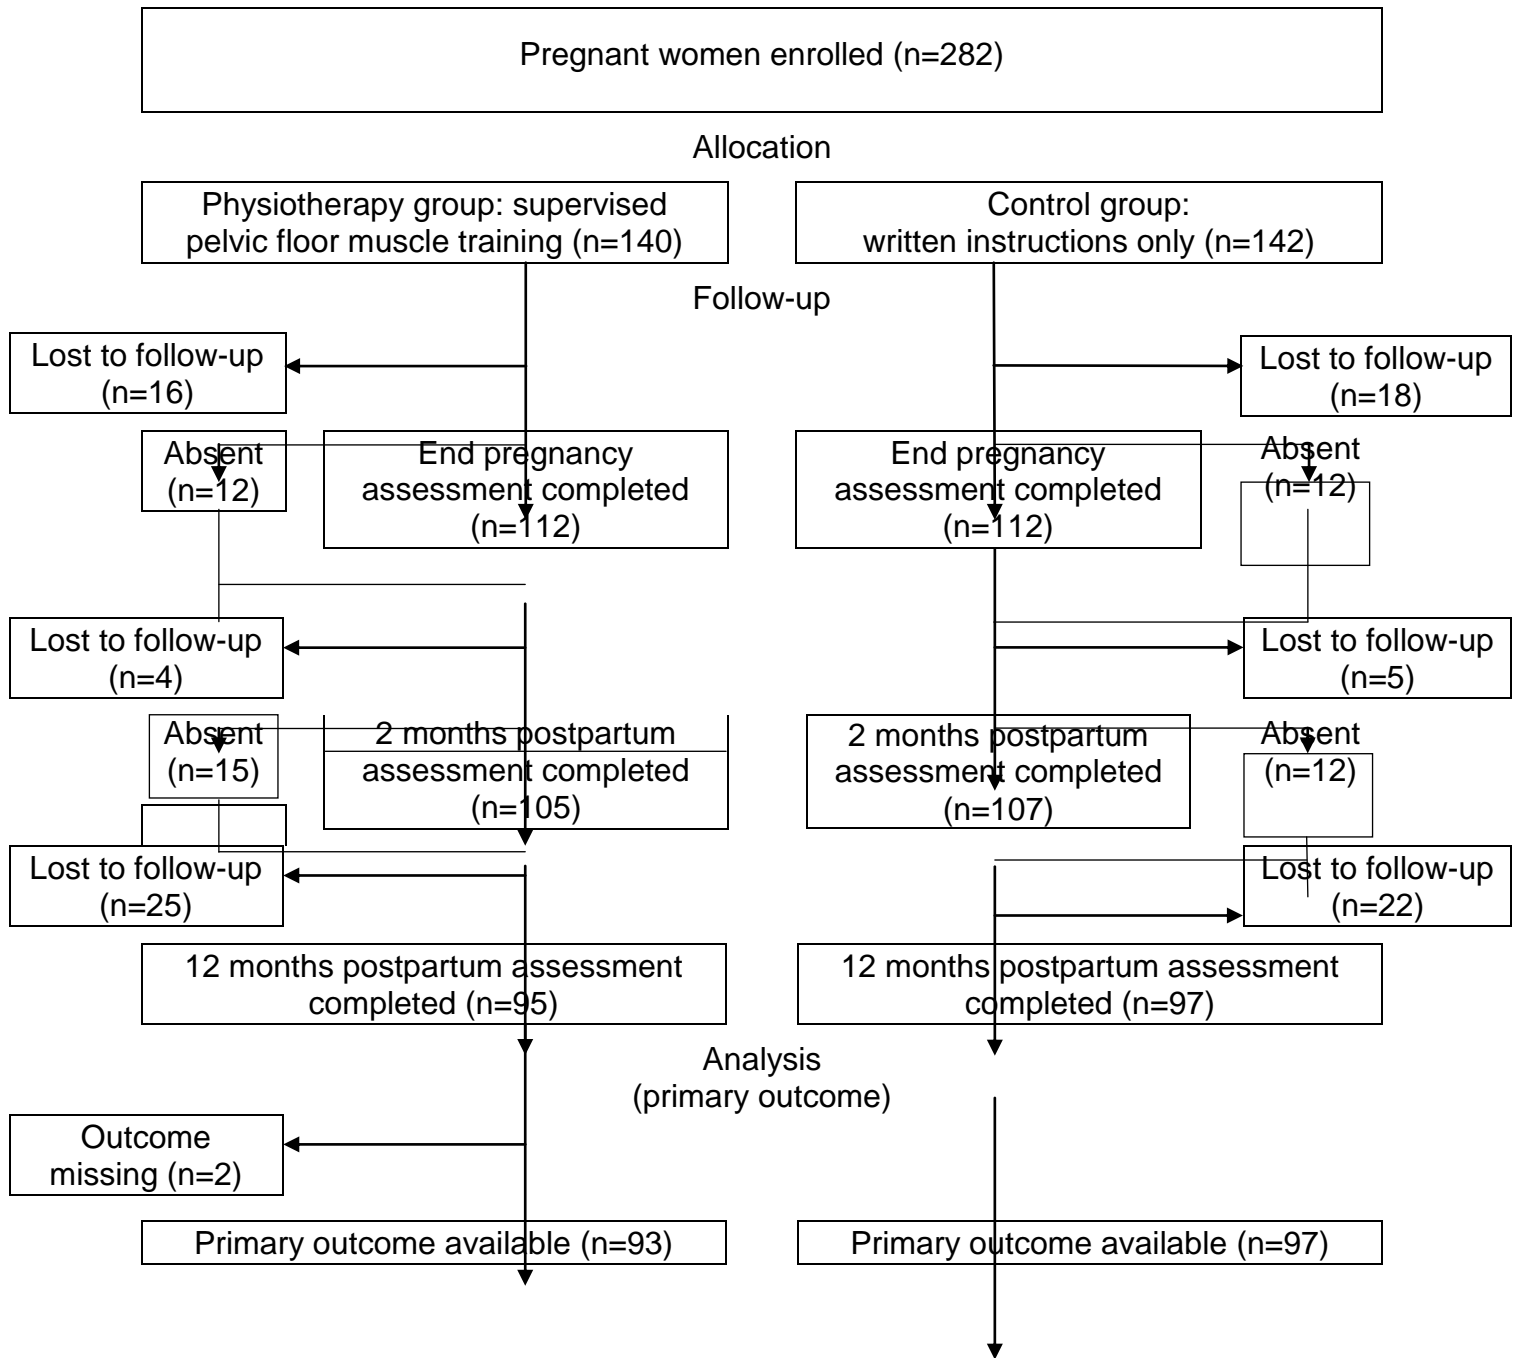 Pregnant women enrolled (n=282)
Allocation
Physiotherapy group: supervised
pelvic floor muscle training (n=140)
Control group:
written instructions only (n=142)
Follow-up
Lost to follow-up
(n=16)
Lost to follow-up
(n=18)
Absent
(n=12)
End pregnancy
assessment completed
(n=112)
End pregnancy
assessment completed
(n=112)
Absent
(n=12)
Lost to follow-up
(n=4)
Lost to follow-up
(n=5)
Absent
(n=15)
2 months postpartum
assessment completed
(n=105)
2 months postpartum
assessment completed
(n=107)
Absent
(n=12)
Lost to follow-up
(n=25)
Lost to follow-up
(n=22)
12 months postpartum assessment
completed (n=95)
12 months postpartum assessment
completed (n=97)
Analysis
(primary outcome)
Outcome
missing (n=2)
Primary outcome available (n=93)
Primary outcome available (n=97)